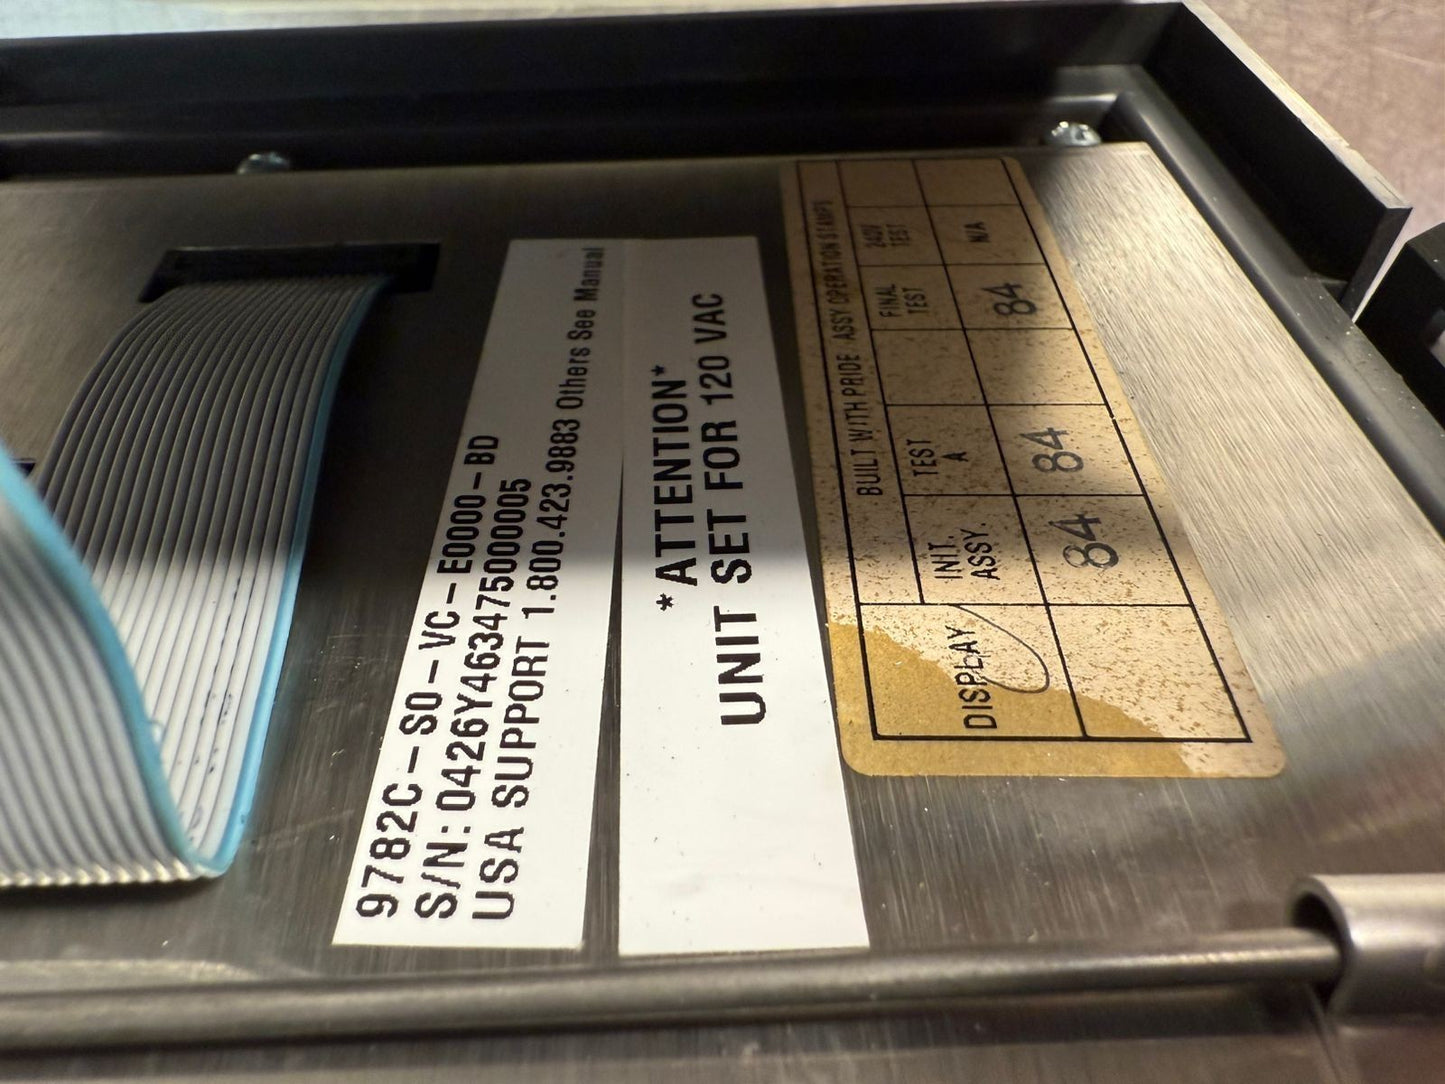 9782C-S0-VC-E0000-BD
S/N: 0426Y463475000005
USA SUPPORT 1.800.423.9883 Others See Manual
*ATTENTION*
UNIT SET FOR 120 VAC
BUILT WITH PRIDE ASSY OPERATION STAMPS
DISPLAY
INIT. ASSY.
TEST A
FINAL TEST
240V TEST
84
84
84
N/A